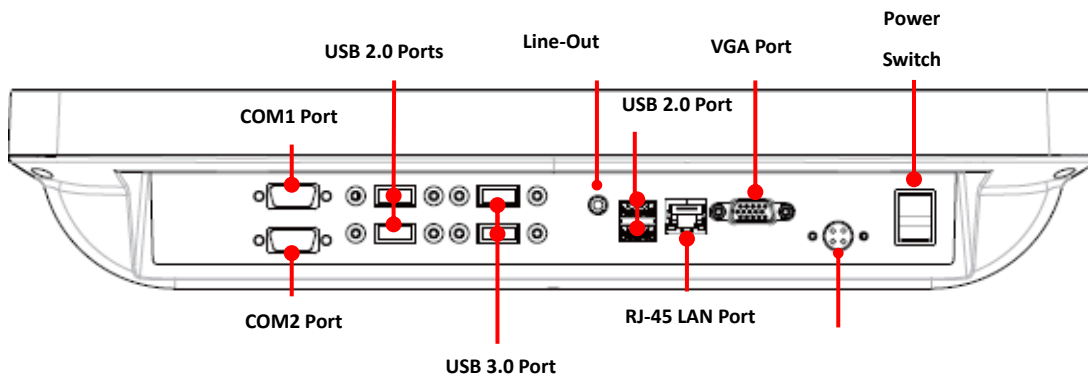 Power
Switch
Line-Out
VGA Port
USB 2.0 Ports
USB 2.0 Port
COM1 Port
COM2 Port
RJ-45 LAN Port
USB 3.0 Port